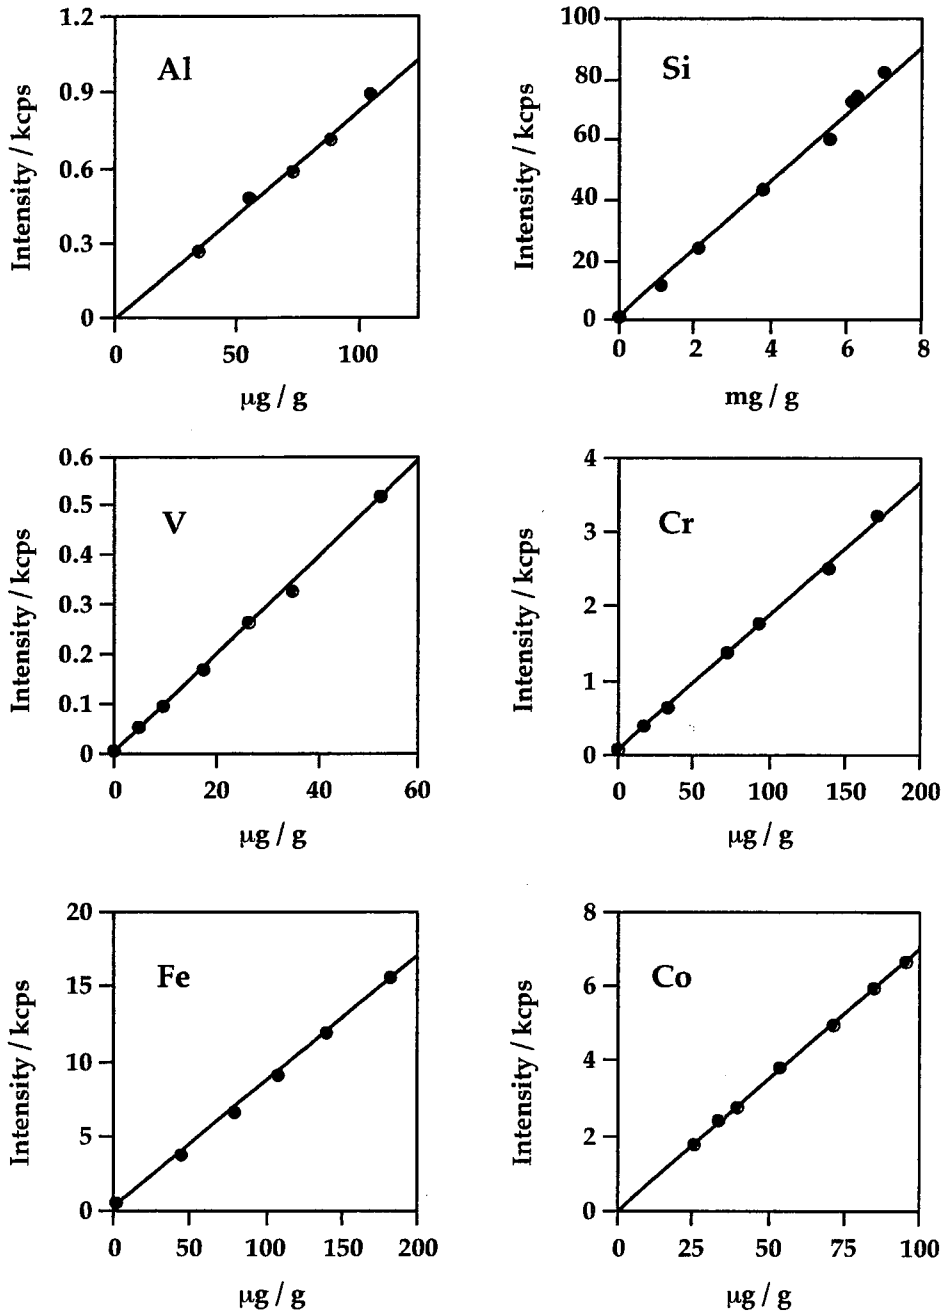 1.2
0.9
0.6
0.3
0
Intensity / kcps
Al
0 50 100
µg / g
100
80
60
40
20
0
Intensity / kcps
Si
0 2 4 6 8
mg / g
0.6
0.5
0.4
0.3
0.2
0.1
0
Intensity / kcps
V
0 20 40 60
µg / g
4
3
2
1
0
Intensity / kcps
Cr
0 50 100 150 200
µg / g
20
15
10
5
0
Intensity / kcps
Fe
0 50 100 150 200
µg / g
8
6
4
2
0
Intensity / kcps
Co
0 25 50 75 100
µg / g